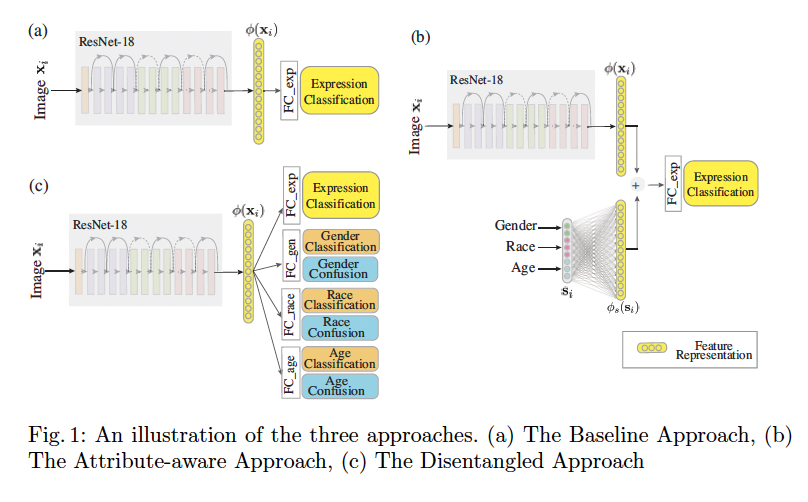 (a)
ResNet-18
ϕ(xᵢ)
Image xᵢ
FC_exp
Expression
Classification
(b)
ResNet-18
ϕ(xᵢ)
Image xᵢ
+
FC_exp
Expression
Classification
Gender
Race
Age
sᵢ
ϕₛ(sᵢ)
Feature
Representation
(c)
ResNet-18
ϕ(xᵢ)
Image xᵢ
FC_exp
Expression
Classification
FC_gen
Gender
Classification
Gender
Confusion
FC_race
Race
Classification
Race
Confusion
FC_age
Age
Classification
Age
Confusion
Fig. 1: An illustration of the three approaches. (a) The Baseline Approach, (b)
The Attribute-aware Approach, (c) The Disentangled Approach